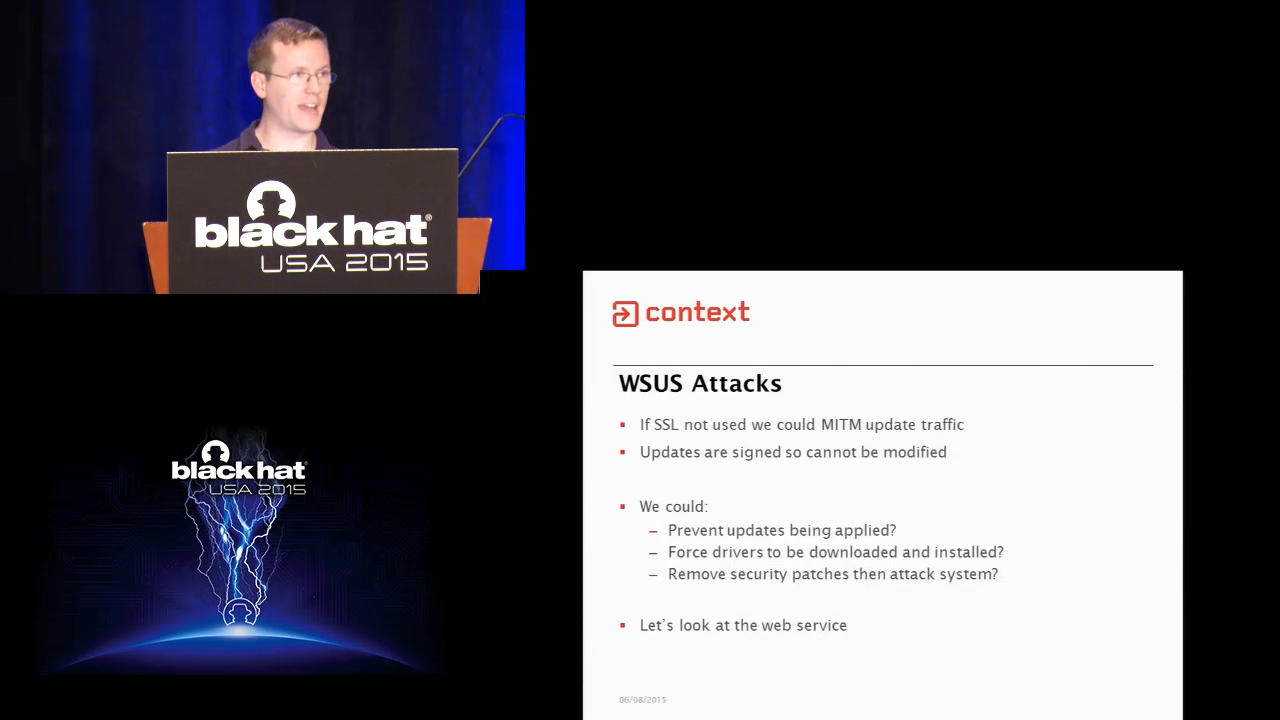 black hat®
USA 2015
context
WSUS Attacks
▪ If SSL not used we could MITM update traffic
▪ Updates are signed so cannot be modified
▪ We could:
– Prevent updates being applied?
– Force drivers to be downloaded and installed?
– Remove security patches then attack system?
▪ Let's look at the web service
06/08/2015
black hat
USA 2015